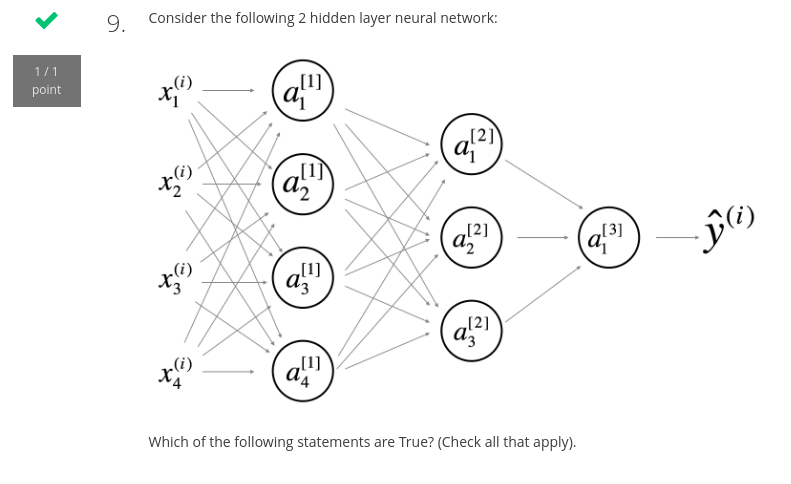 9. Consider the following 2 hidden layer neural network:
1 / 1
point
x_1^{(i)}
a_1^{[1]}
a_1^{[2]}
x_2^{(i)}
a_2^{[1]}
a_2^{[2]}
a_1^{[3]}
ŷ^{(i)}
x_3^{(i)}
a_3^{[1]}
a_3^{[2]}
x_4^{(i)}
a_4^{[1]}
Which of the following statements are True? (Check all that apply).